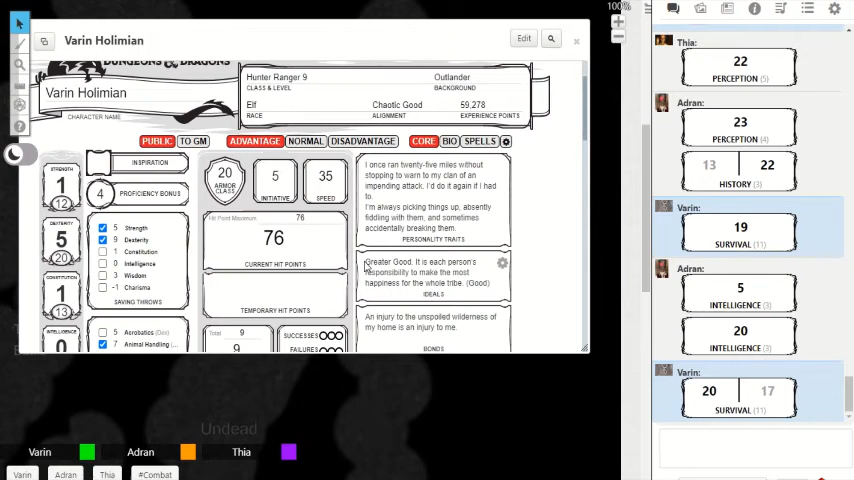 100%
Varin Holimian
Edit
DUNGEONS & DRAGONS
Varin Holimian
CHARACTER NAME
Hunter Ranger 9
Outlander
CLASS & LEVEL
BACKGROUND
Elf
Chaotic Good
59,278
RACE
ALIGNMENT
EXPERIENCE POINTS
PUBLIC TO GM
ADVANTAGE NORMAL DISADVANTAGE
CORE BIO SPELLS
STRENGTH
1
12
DEXTERITY
5
20
CONSTITUTION
1
13
INTELLIGENCE
0
INSPIRATION
4
PROFICIENCY BONUS
5 Strength
9 Dexterity
1 Constitution
0 Intelligence
3 Wisdom
-1 Charisma
SAVING THROWS
5 Acrobatics (Dex)
7 Animal Handling (...
20
ARMOR
CLASS
5
INITIATIVE
35
SPEED
Hit Point Maximum 76
76
CURRENT HIT POINTS
TEMPORARY HIT POINTS
Total 9
9
SUCCESSES
FAILURES
I once ran twenty-five miles without
stopping to warn to my clan of an
impending attack. I'd do it again if I had
to.
I'm always picking things up, absently
fiddling with them, and sometimes
accidentally breaking them.
PERSONALITY TRAITS
Greater Good. It is each person's
responsibility to make the most
happiness for the whole tribe. (Good)
IDEALS
An injury to the unspoiled wilderness of
my home is an injury to me.
BONDS
Undead
Varin
Adran
Thia
Varin
Adran
Thia
#Combat
Thia:
22
PERCEPTION (5)
Adran:
23
PERCEPTION (4)
13 22
HISTORY (3)
Varin:
19
SURVIVAL (11)
Adran:
5
INTELLIGENCE (3)
20
INTELLIGENCE (3)
Varin:
20 17
SURVIVAL (11)